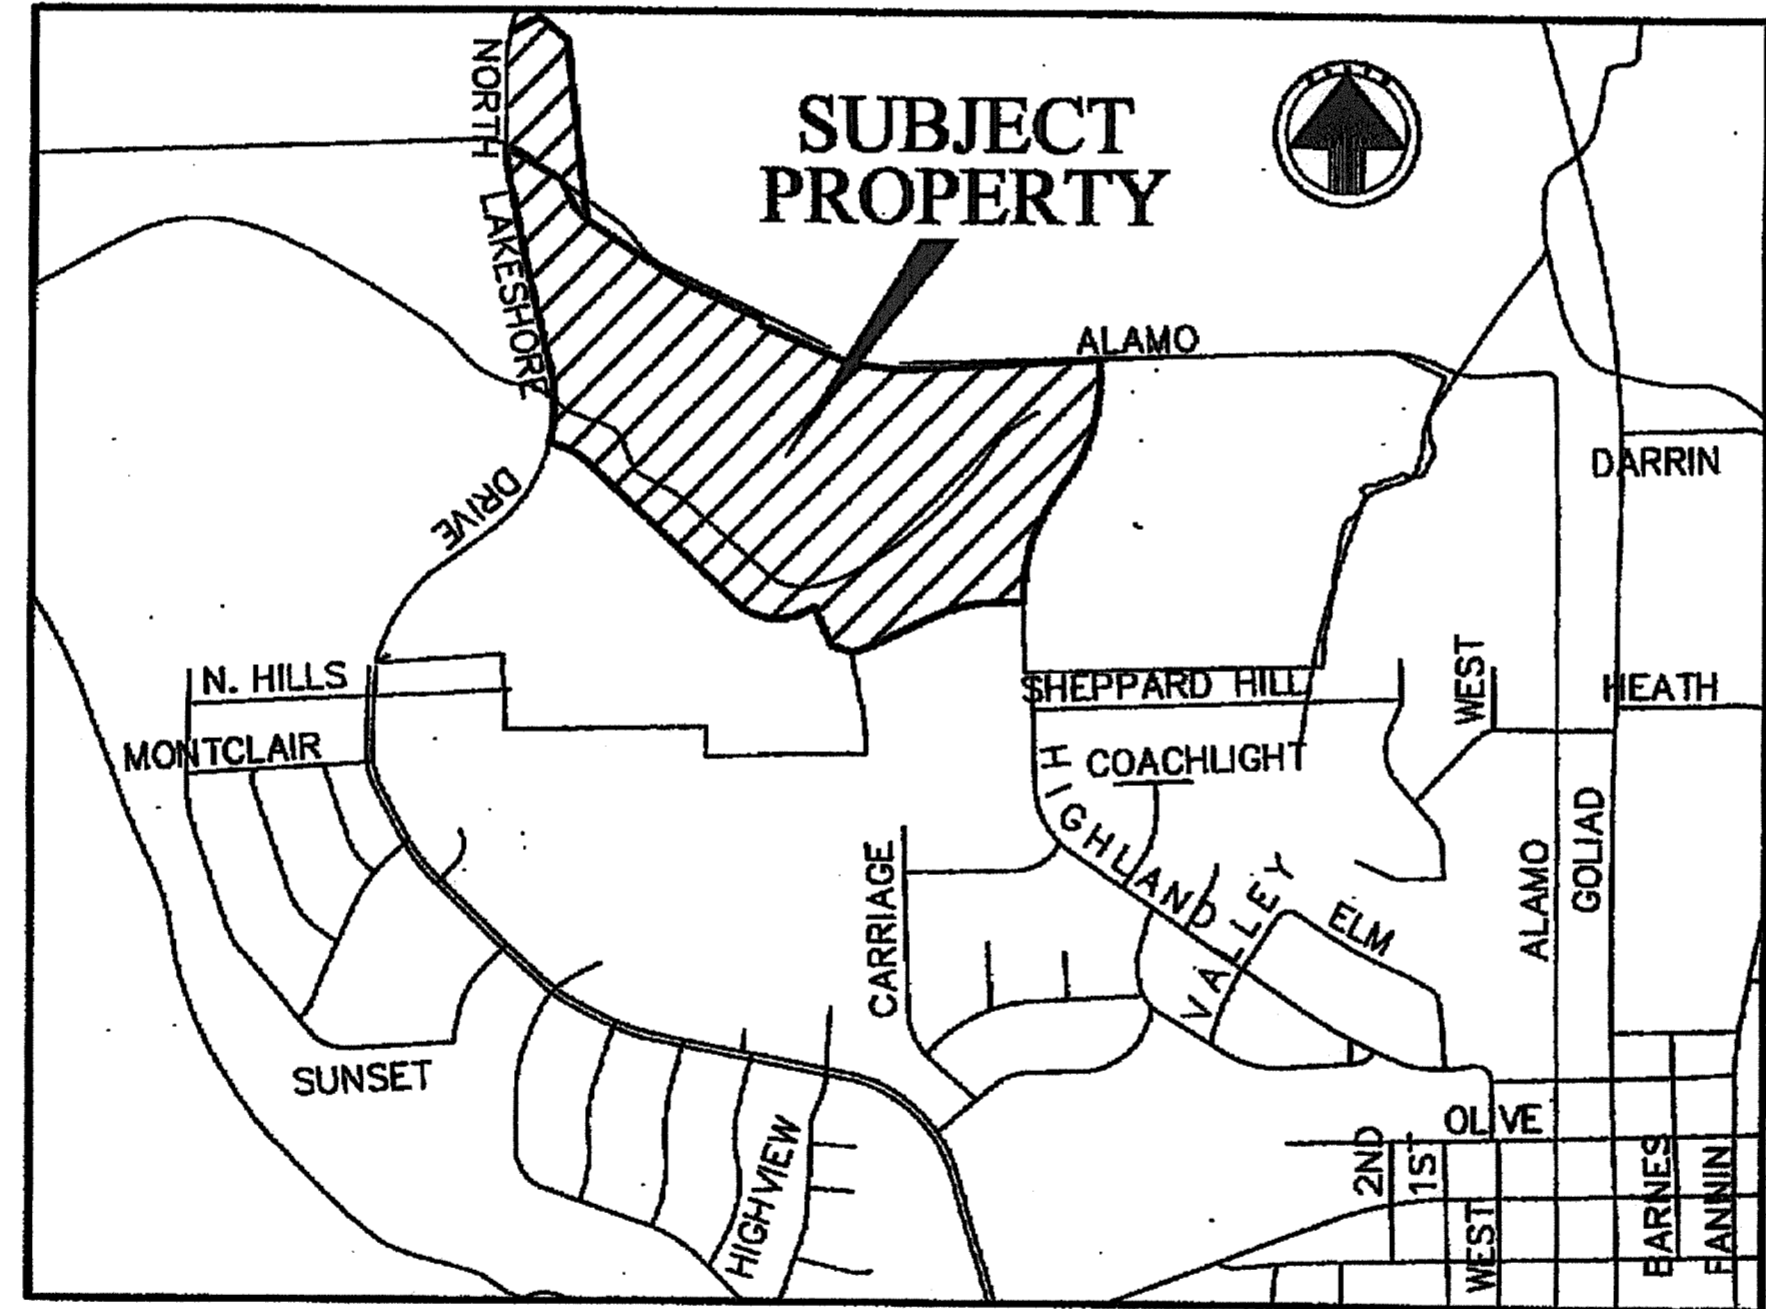 NORTH LAKESHORE DRIVE
SUBJECT
PROPERTY
ALAMO
DARRIN
N. HILLS
SHEPPARD HILL
WEST
HEATH
MONTCLAIR
COACHLIGHT
HIGHLAND
CARRIAGE
VALLEY
ELM
ALAMO
GOLIAD
SUNSET
OLIVE
2ND
1ST
HIGHVIEW
WEST
BARNES
FANNIN